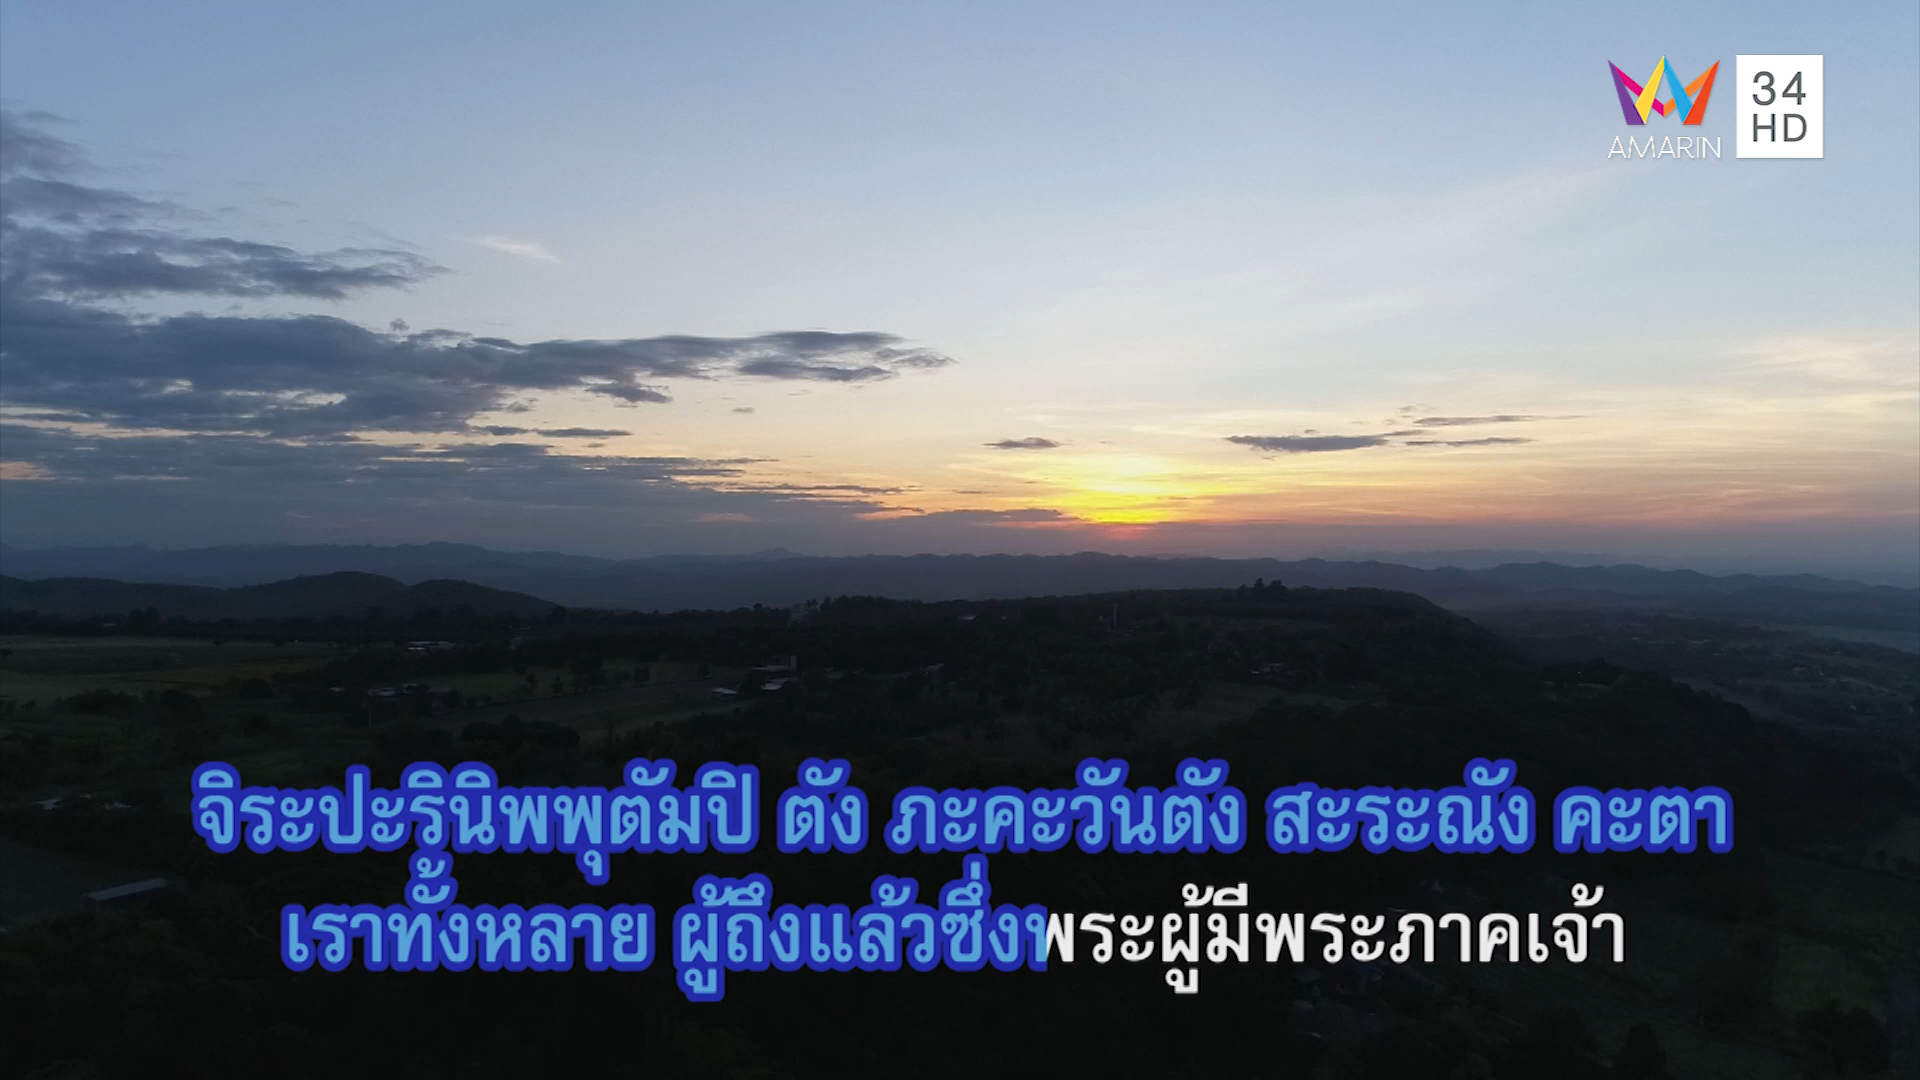 AMARIN
34
HD
จิระปะรินิพพุตัมปิ ตัง ภะคะวันตัง สะระณัง คะตา
เราทั้งหลาย ผู้ถึงแล้วซึ่งพระผู้มีพระภาคเจ้า